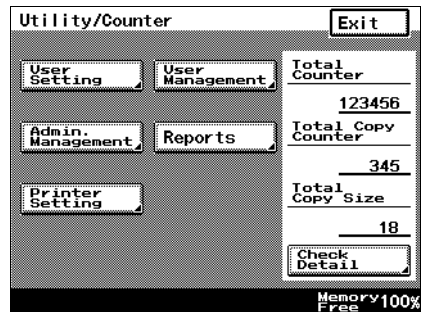 Utility/Counter
Exit
User
Setting
User
Management
Admin.
Management
Reports
Printer
Setting
Total
Counter
123456
Total Copy
Counter
345
Total
Copy Size
18
Check
Detail
Memory
Free 100%